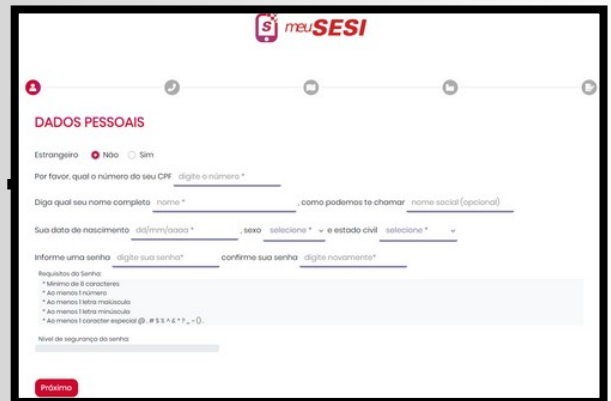 S meuSESI
DADOS PESSOAIS
Estrangeiro Não Sim
Por favor, qual o número do seu CPF digite o número *
Diga qual seu nome completo nome * , como podemos te chamar nome social (opcional)
Sua data de nascimento dd/mm/aaaa * , sexo selecione * e estado civil selecione *
Informe uma senha digite sua senha* confirme sua senha digite novamente*
Requisitos da Senha:
* Mínimo de 8 caracteres
* Ao menos 1 número
* Ao menos 1 letra maiúscula
* Ao menos 1 letra minúscula
* Ao menos 1 caracter especial @ . # $ % ^ & * ? _ ~ ( ) .
Nível de segurança da senha:
Próximo